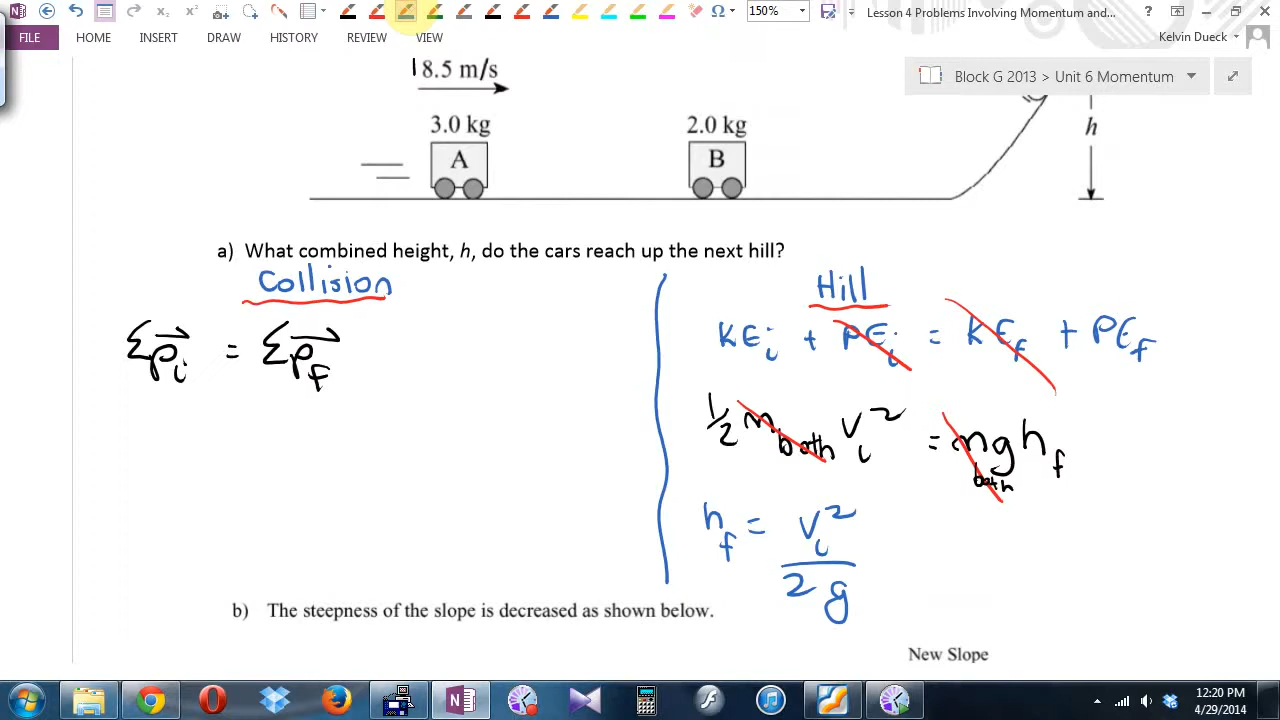 150%
Lesson 4 Problems Involving Momentum and...
FILE HOME INSERT DRAW HISTORY REVIEW VIEW
Kelvin Dueck
Block G 2013 > Unit 6 Momentum
18.5 m/s
3.0 kg
2.0 kg
h
A
B
a) What combined height, h, do the cars reach up the next hill?
Collision
Σp⃗i = Σp⃗f
Hill
KEi + PEi = KEf + PEf
½ m both vi² = m both g hf
hf = vi² / 2g
b) The steepness of the slope is decreased as shown below.
New Slope
12:20 PM
4/29/2014